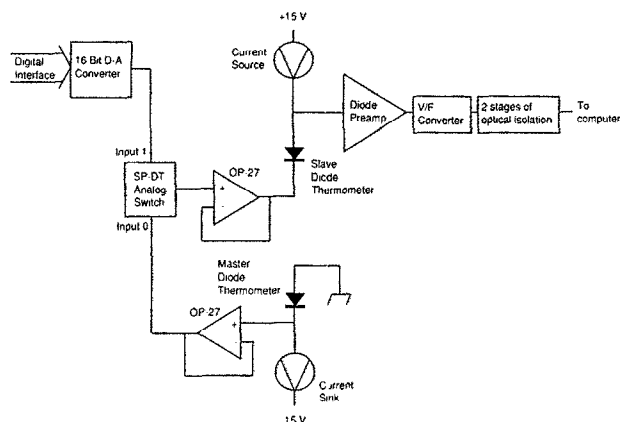 +15 V
Current
Source
16 Bit D-A
Converter
Digital
Interface
Diode
Preamp
V/F
Converter
2 stages of
optical isolation
To
computer
Input 1
SP-DT
Analog
Switch
Input 0
OP-27
+
-
Slave
Diode
Thermometer
Master
Diode
Thermometer
OP-27
+
-
Current
Sink
15 V